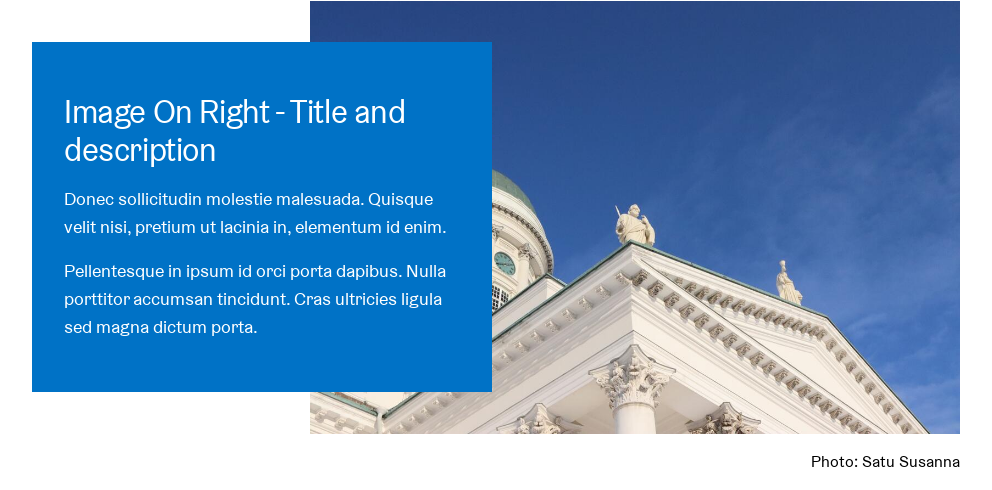 Image On Right - Title and
description
Donec sollicitudin molestie malesuada. Quisque
velit nisi, pretium ut lacinia in, elementum id enim.
Pellentesque in ipsum id orci porta dapibus. Nulla
porttitor accumsan tincidunt. Cras ultricies ligula
sed magna dictum porta.
Photo: Satu Susanna